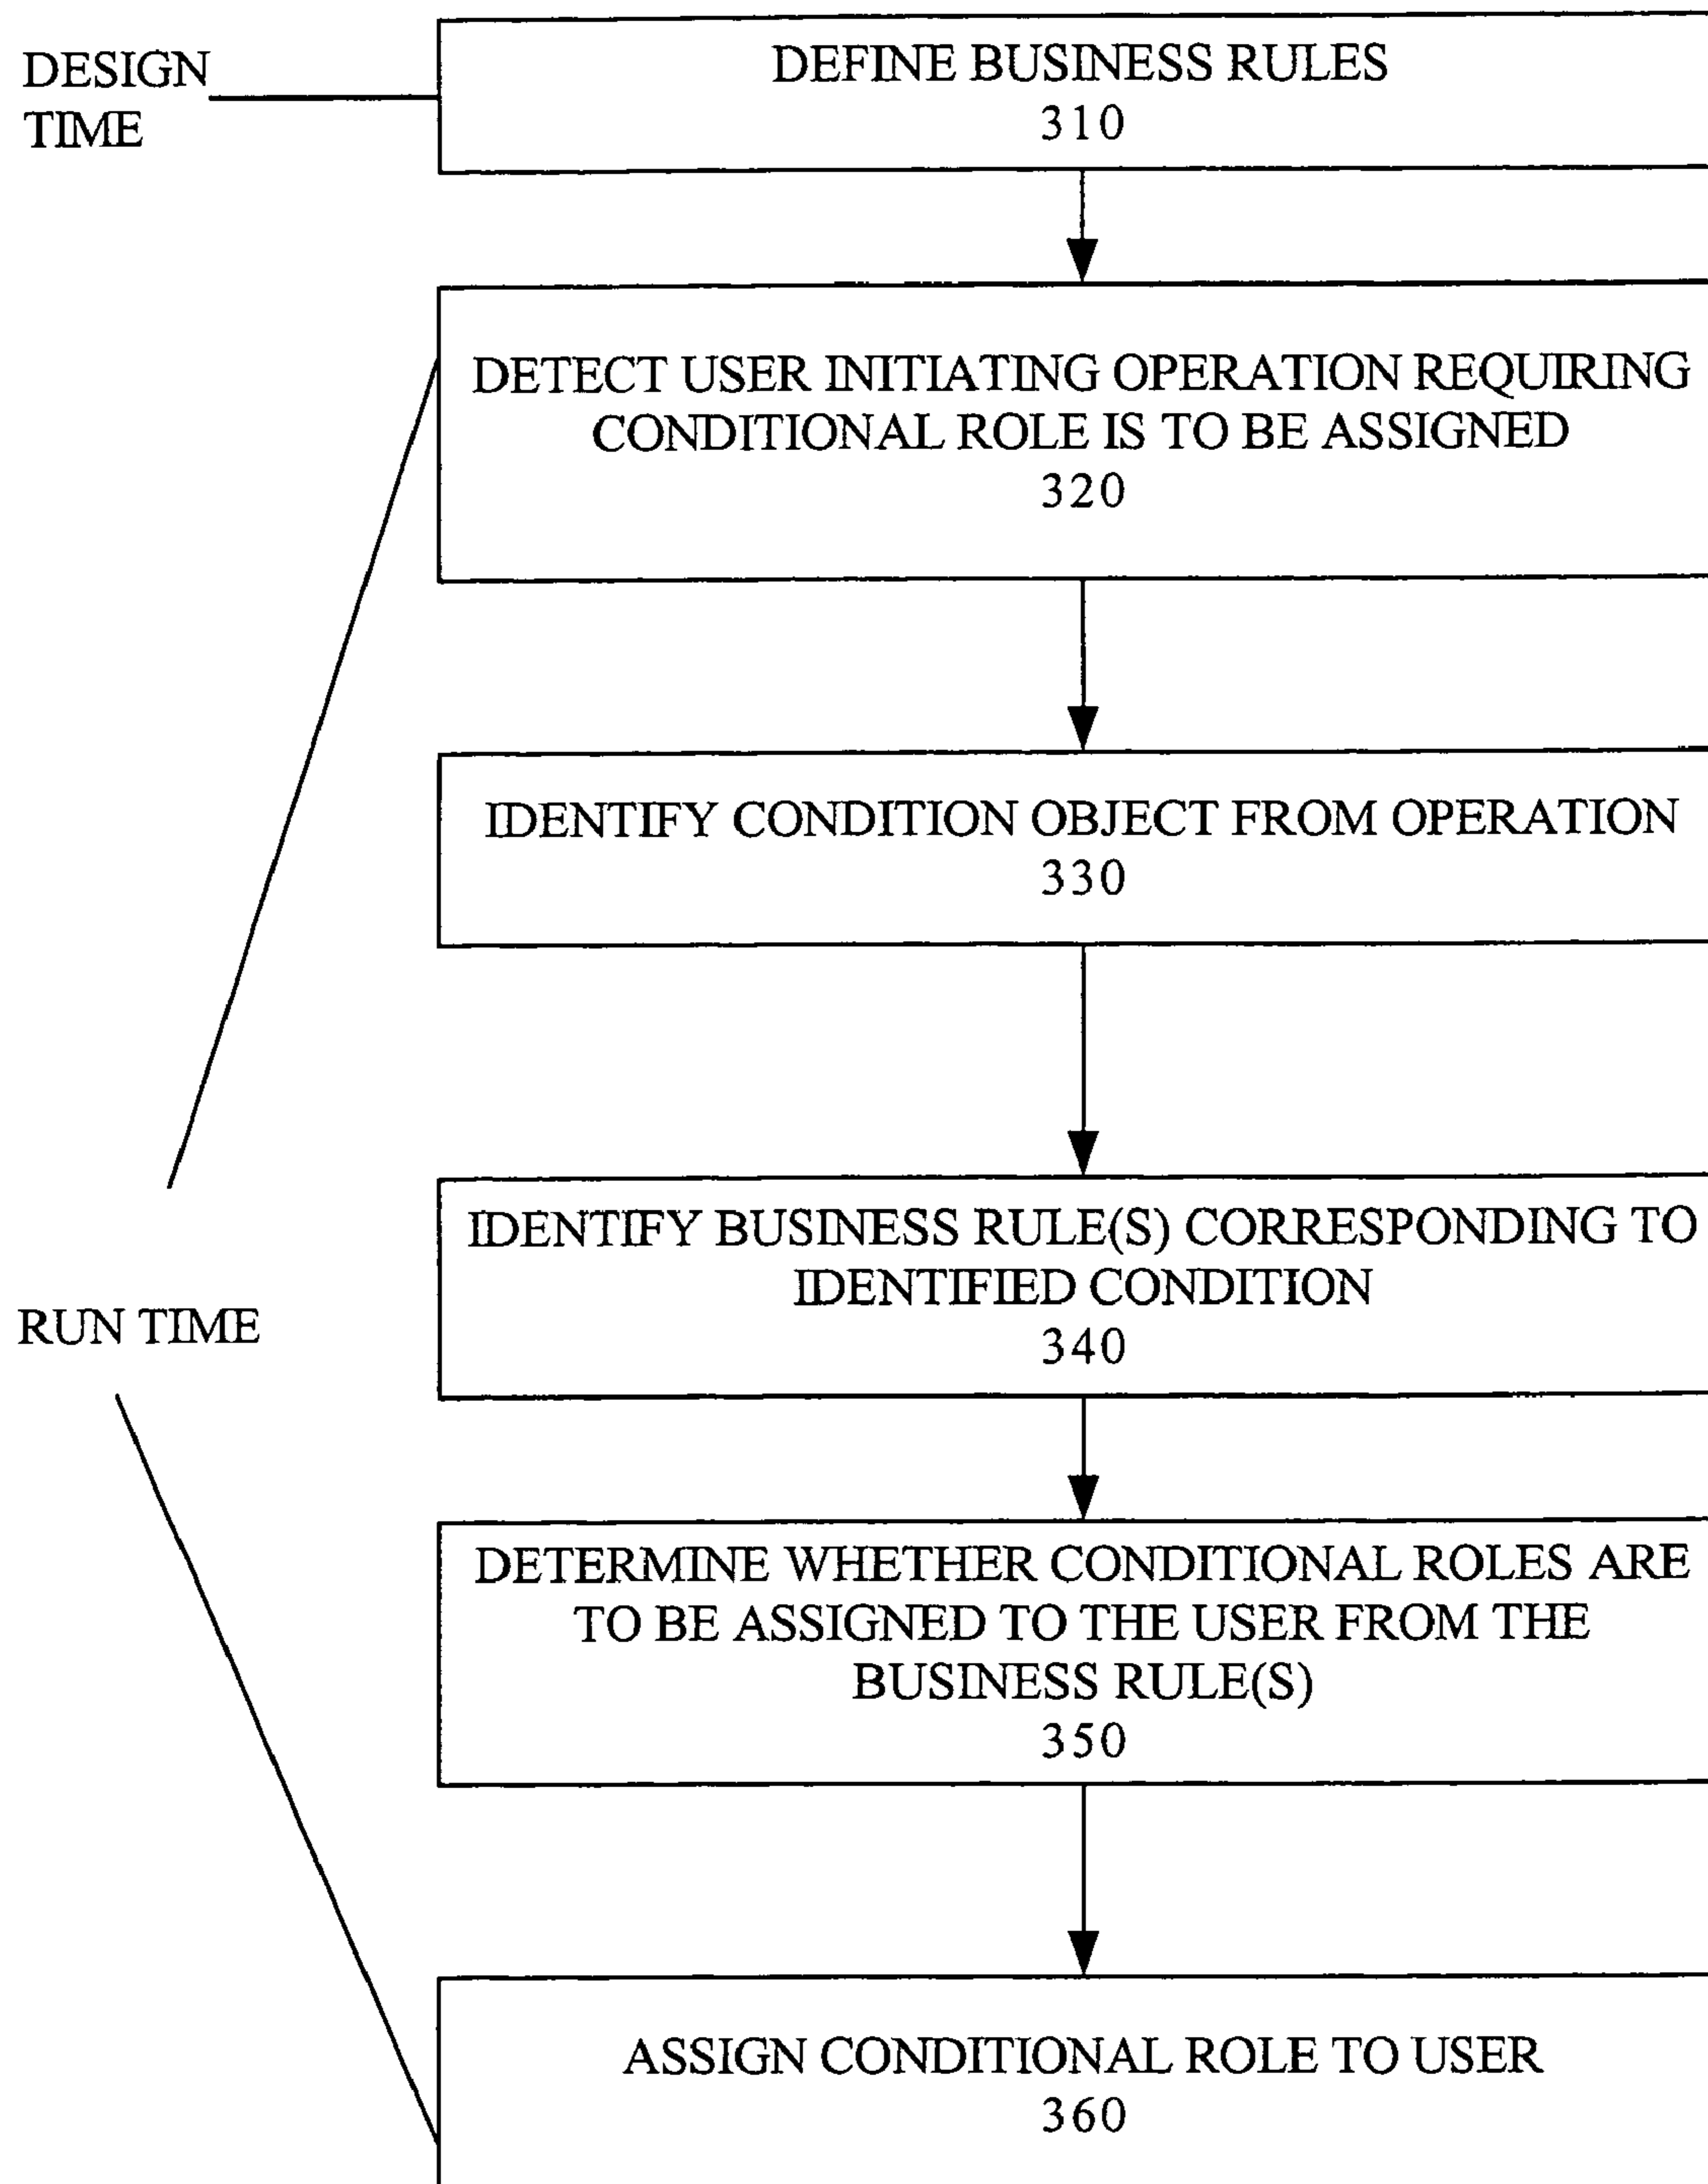 DESIGN
TIME
DEFINE BUSINESS RULES
310
DETECT USER INITIATING OPERATION REQUIRING
CONDITIONAL ROLE IS TO BE ASSIGNED
320
IDENTIFY CONDITION OBJECT FROM OPERATION
330
RUN TIME
IDENTIFY BUSINESS RULE(S) CORRESPONDING TO
IDENTIFIED CONDITION
340
DETERMINE WHETHER CONDITIONAL ROLES ARE
TO BE ASSIGNED TO THE USER FROM THE
BUSINESS RULE(S)
350
ASSIGN CONDITIONAL ROLE TO USER
360